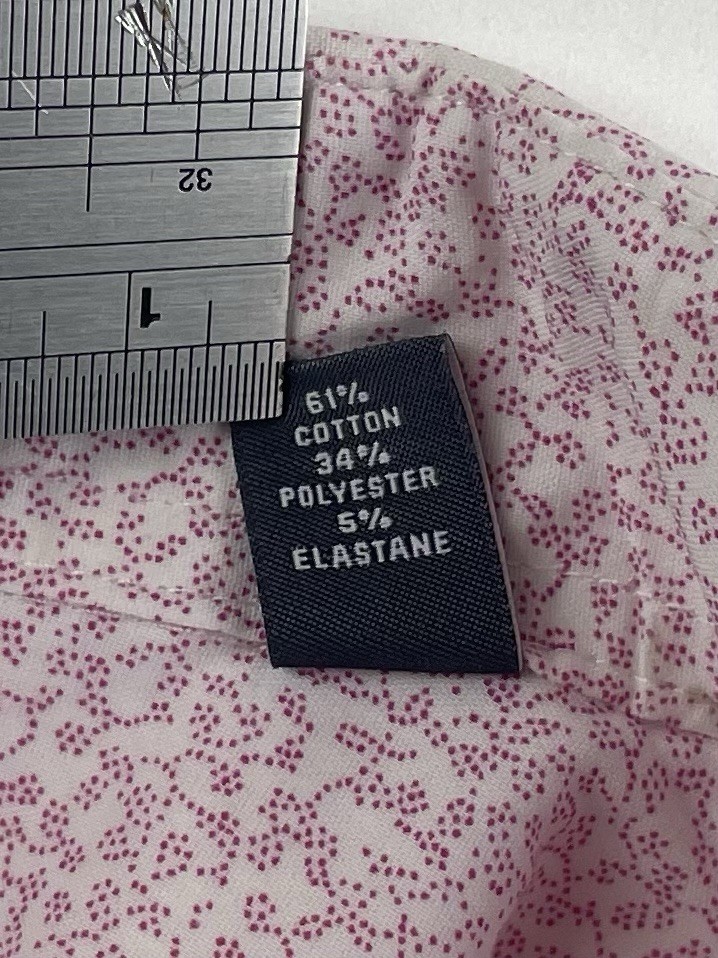 32
1
61%
COTTON
34%
POLYESTER
5%
ELASTANE